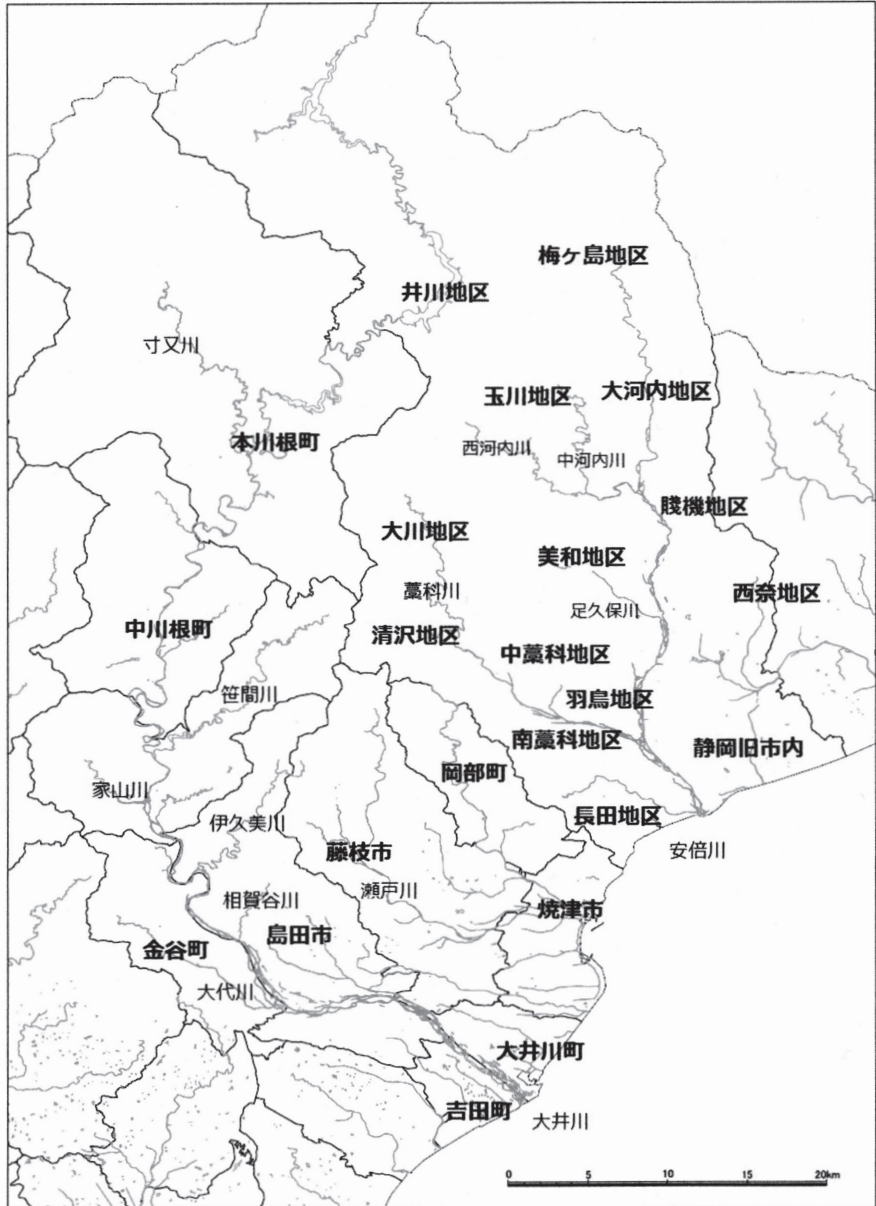 梅ヶ島地区
井川地区
寸又川
玉川地区
大河内地区
本川根町
西河内川
中河内川
賎機地区
大川地区
美和地区
藁科川
足久保川
西奈地区
中川根町
清沢地区
中藁科地区
笹間川
羽鳥地区
南藁科地区
静岡旧市内
岡部町
家山川
長田地区
伊久美川
安倍川
藤枝市
瀬戸川
相賀谷川
焼津市
島田市
金谷町
大代川
大井川町
吉田町
大井川
0 5 10 15 20km